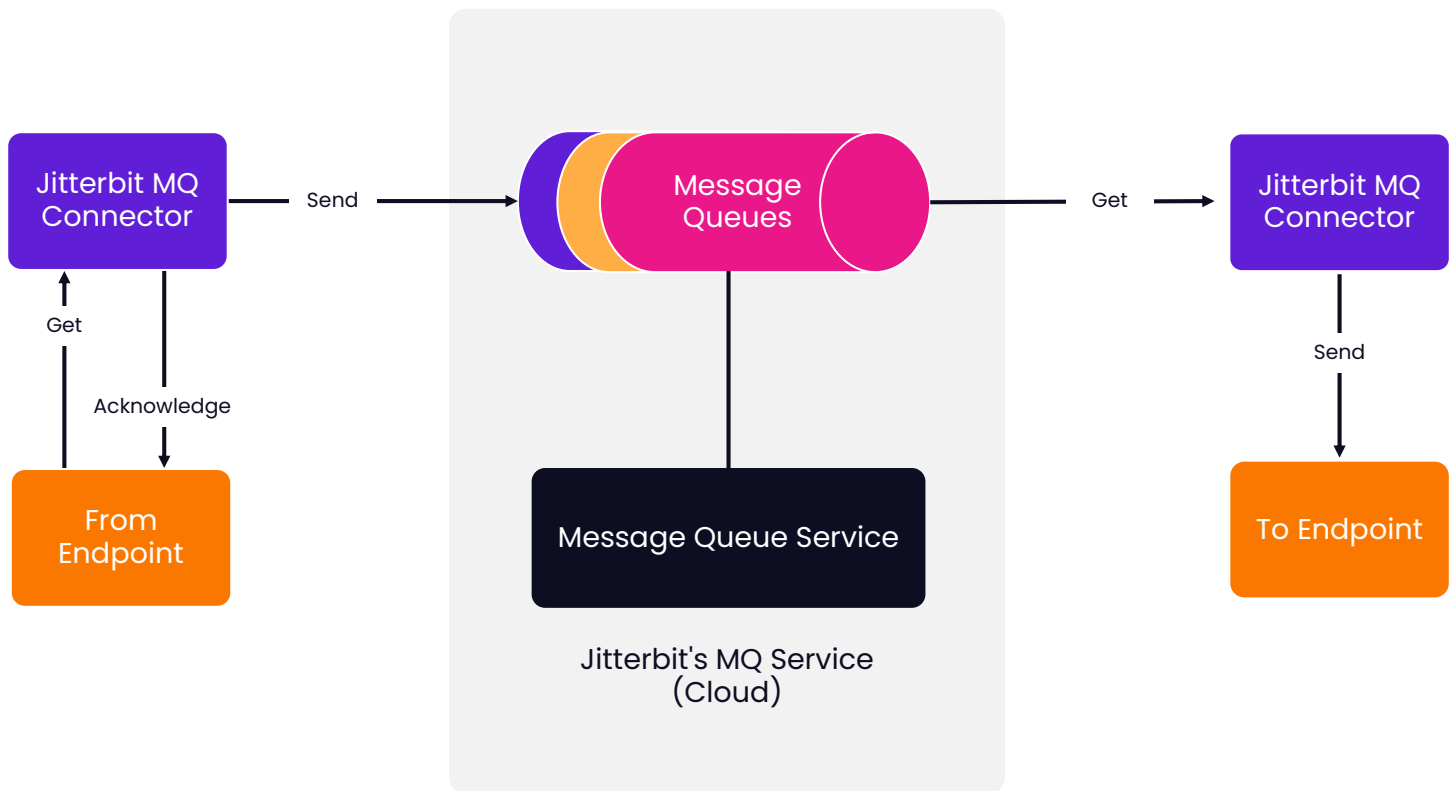 Jitterbit MQ
Connector
Send
Message
Queues
Get
Jitterbit MQ
Connector
Get
Acknowledge
Send
From
Endpoint
Message Queue Service
To Endpoint
Jitterbit's MQ Service
(Cloud)